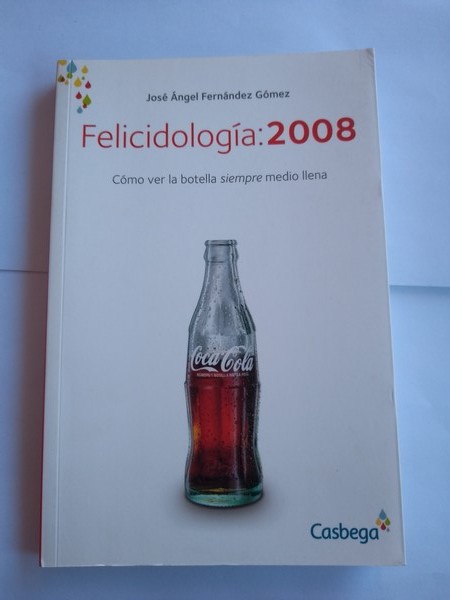 José Ángel Fernández Gómez
Felicidología: 2008
Cómo ver la botella siempre medio llena
Coca-Cola
Casbega